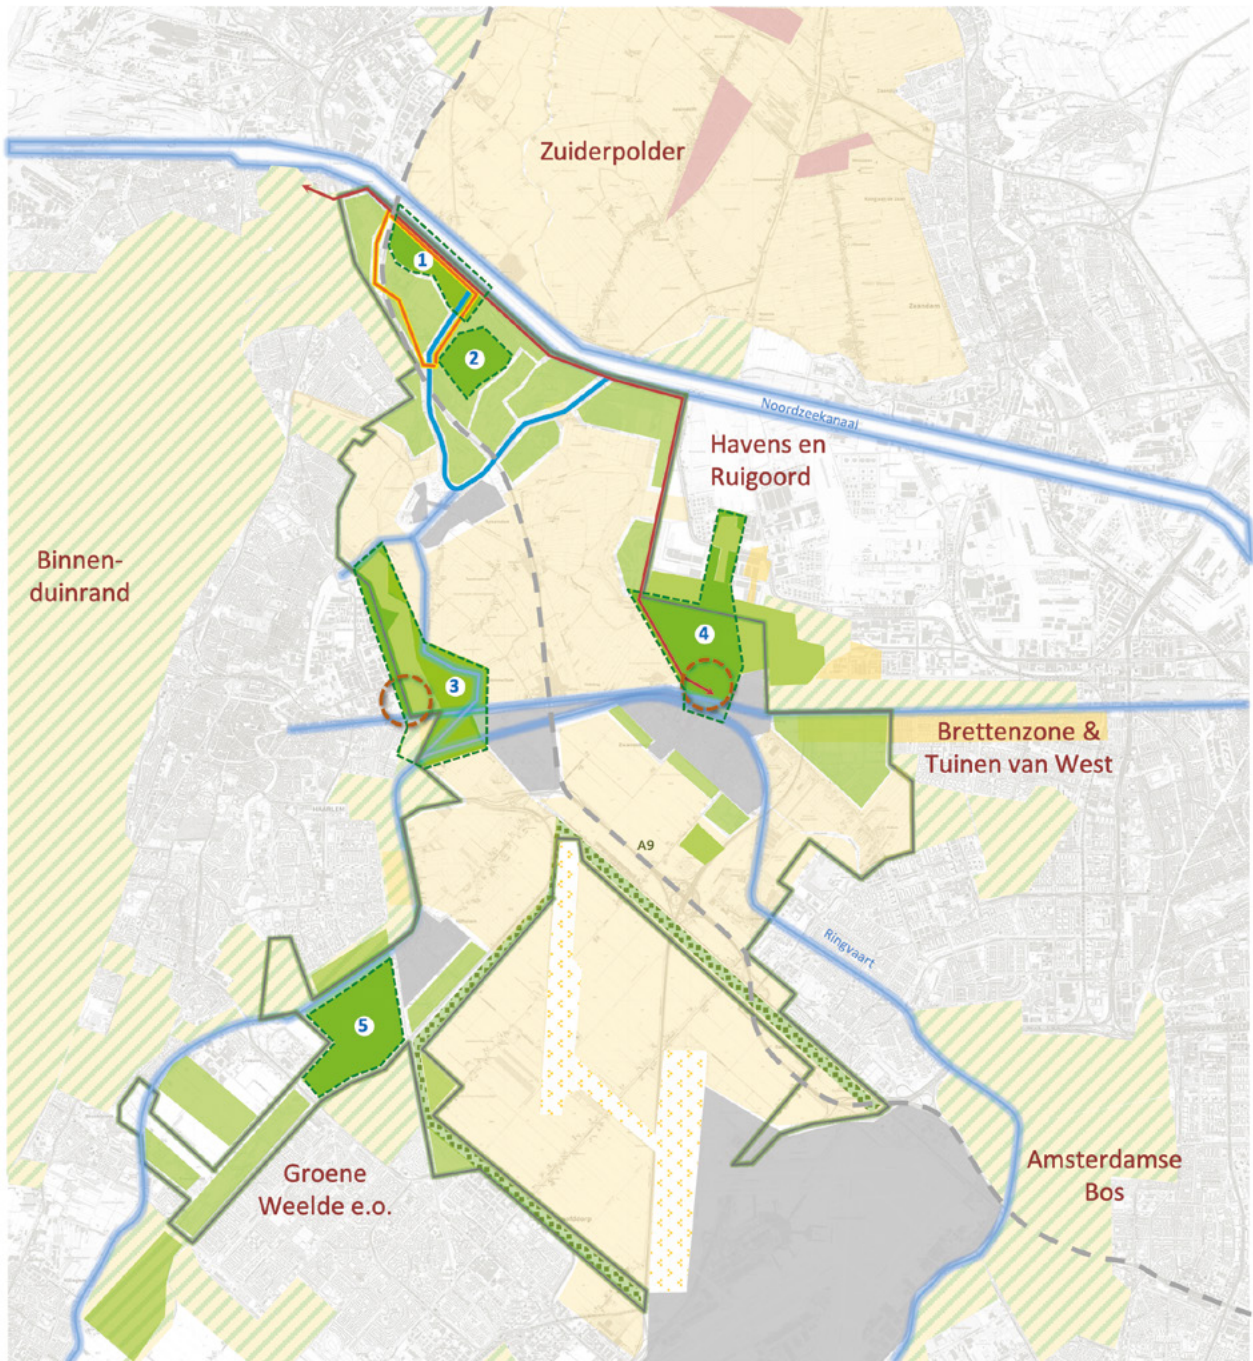 Zuiderpolder
1
2
Noordzeekanaal
Havens en
Ruigoord
Binnen-
duinrand
4
3
Brettenzone &
Tuinen van West
HAARLEM
A9
Ringvaart
5
Groene
Weelde e.o.
Amsterdamse
Bos